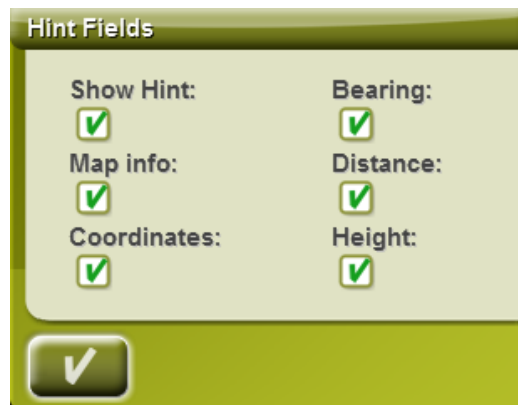 Hint Fields
Show Hint: Bearing:
Map info: Distance:
Coordinates: Height: